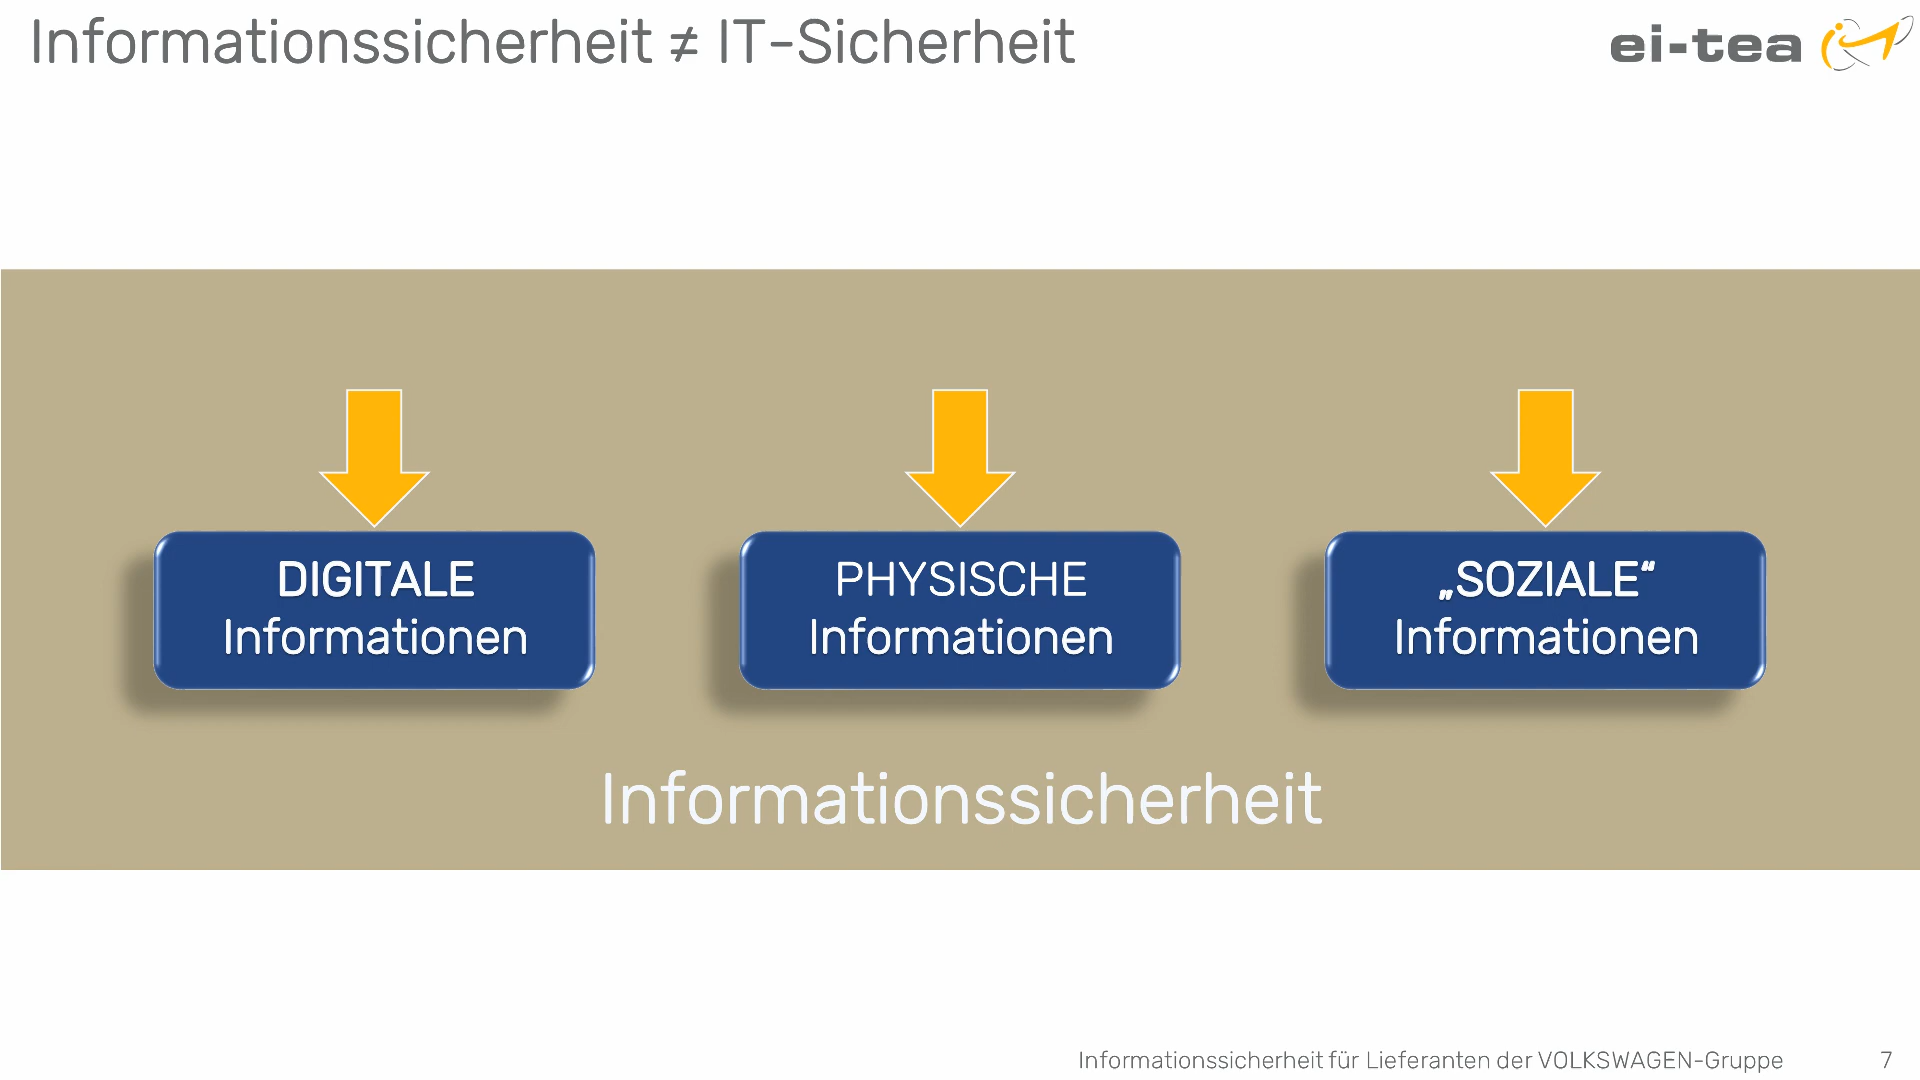 Informationssicherheit ≠ IT-Sicherheit
ei-tea
DIGITALE
Informationen
PHYSISCHE
Informationen
„SOZIALE“
Informationen
Informationssicherheit
Informationssicherheit für Lieferanten der VOLKSWAGEN-Gruppe
7